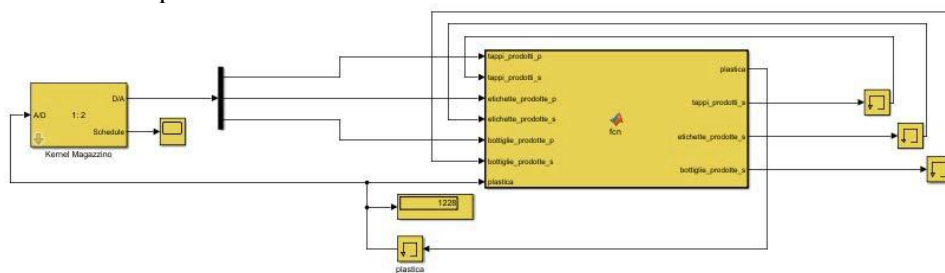 tappi_prodotti_p
tappi_prodotti_s
etichette_prodotte_p
etichette_prodotte_s
bottiglie_prodotte_p
bottiglie_prodotte_s
plastica
fcn
plastica
tappi_prodotti_s
etichette_prodotte_s
bottiglie_prodotte_s
A/D
1: 2
D/A
Schedule
Kernel Magazzino
1228
plastica